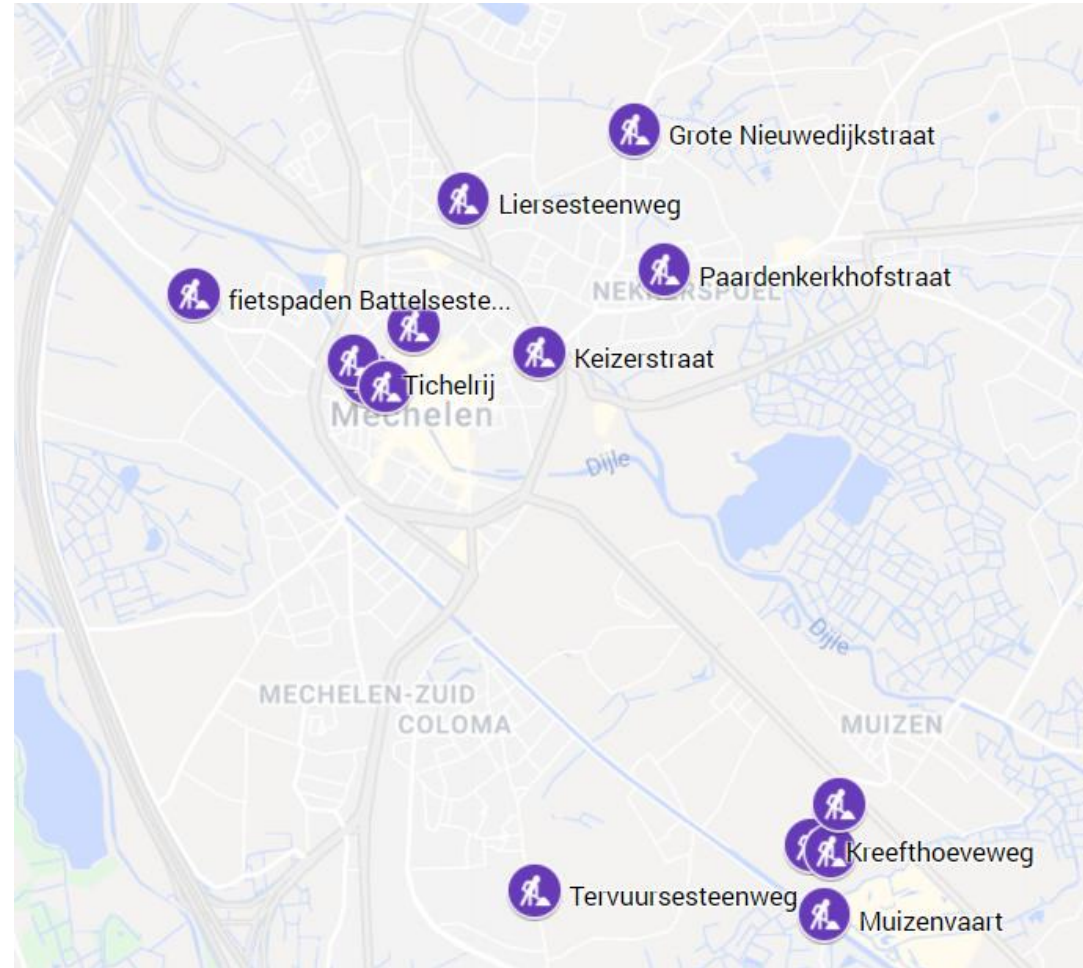 Grote Nieuwedijkstraat
Liersesteenweg
Paardenkerkhofstraat
NEKKERSPOEL
fietspaden Battelseste...
Keizerstraat
Tichelrij
Mechelen
Dijle
Dijle
MECHELEN-ZUID
COLOMA
MUIZEN
Kreefthoeveweg
Tervuursesteenweg
Muizenvaart